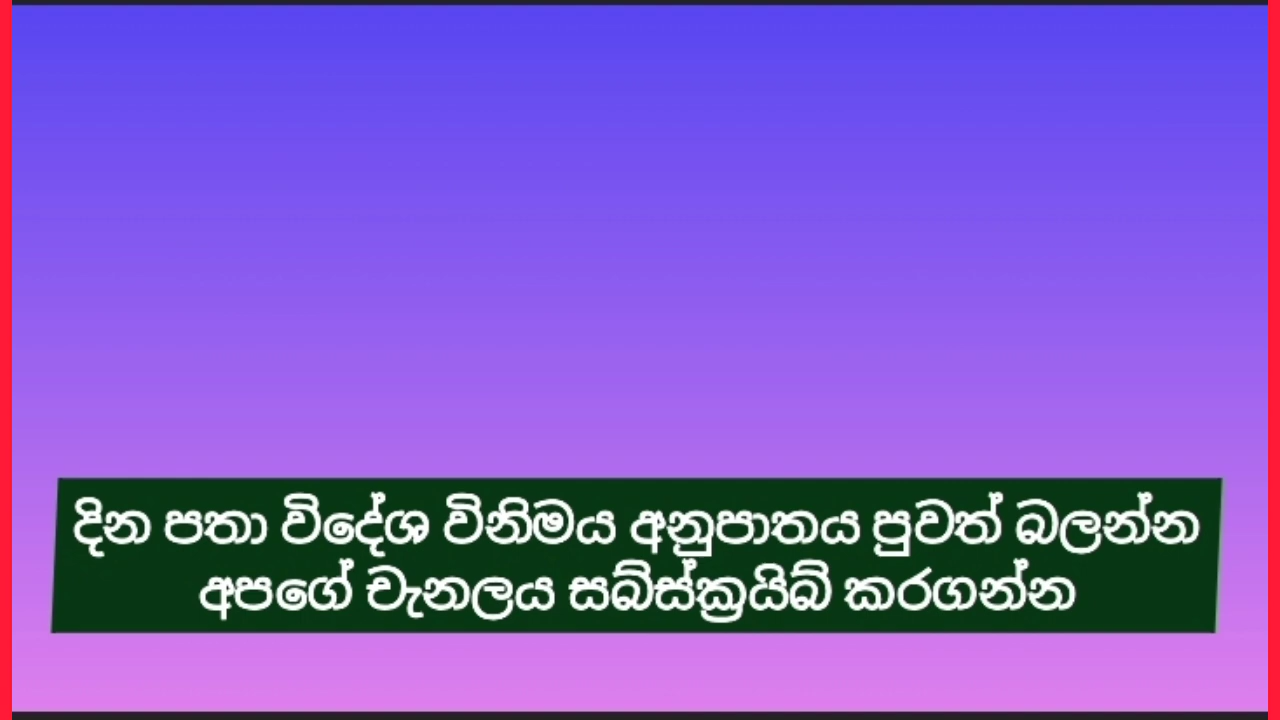 දින පතා විදේශ විනිමය අනුපාතය පුවත් බලන්න
අපගේ චැනලය සබ්ස්ක්‍රයිබ් කරගන්න